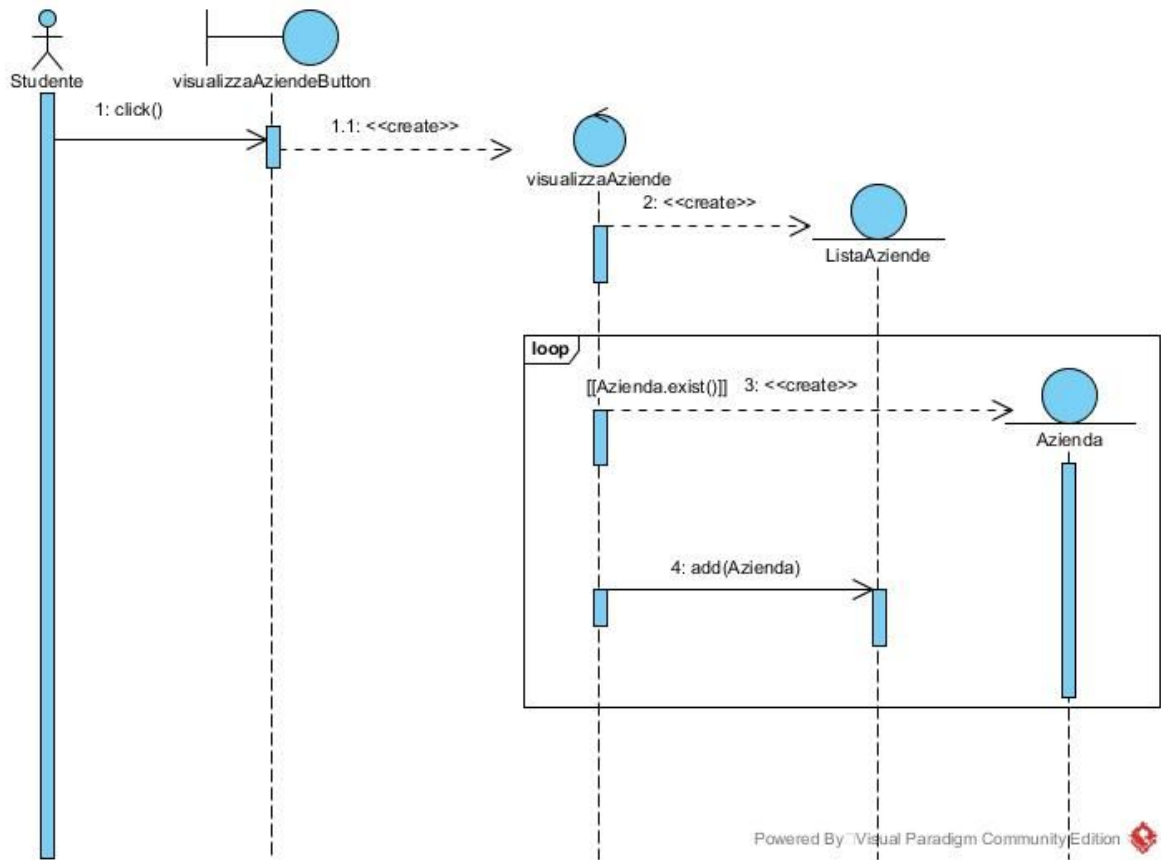 Studente
visualizzaAziendeButton
1: click()
1.1: <<create>>
visualizzaAziende
2: <<create>>
ListaAziende
loop
[[Azienda.exist()]]
3: <<create>>
Azienda
4: add(Azienda)
Powered By Visual Paradigm Community Edition